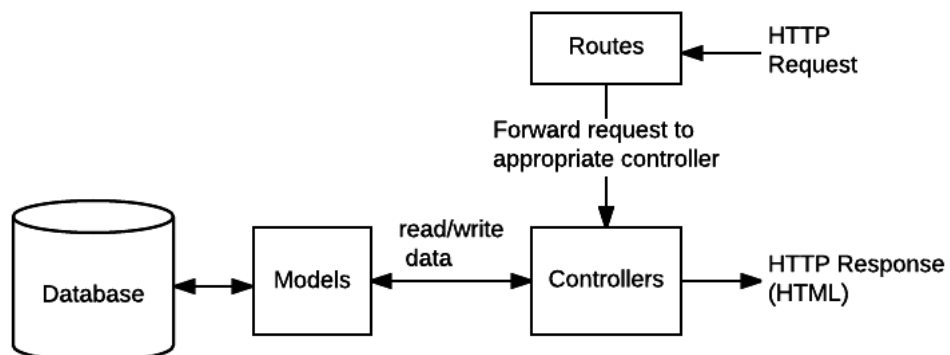 Routes
HTTP
Request
Forward request to
appropriate controller
read/write
data
Database
Models
Controllers
HTTP Response
(HTML)